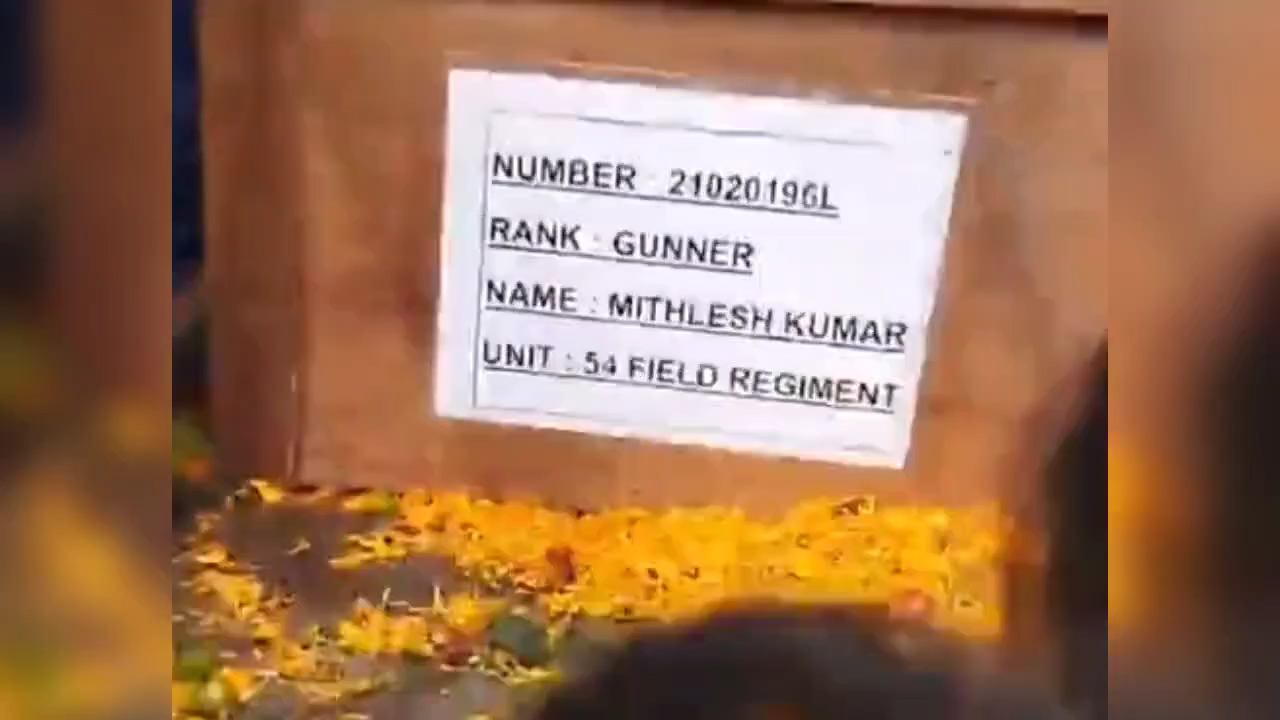 NUMBER : 21020196L
RANK : GUNNER
NAME : MITHLESH KUMAR
UNIT : 54 FIELD REGIMENT